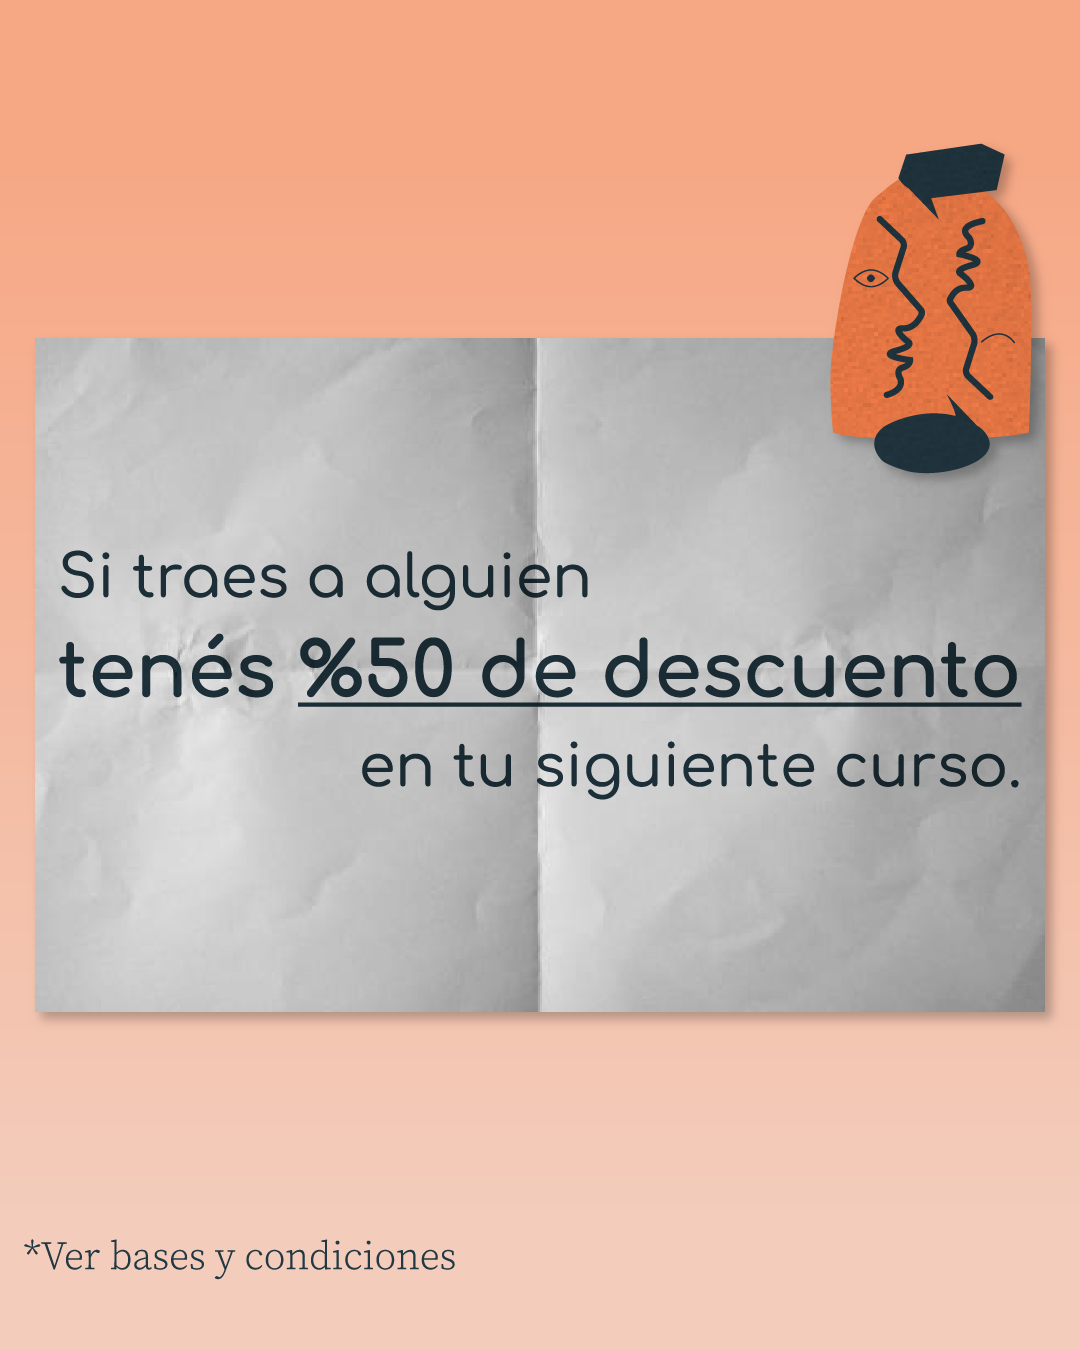 Si traes a alguien
tenés %50 de descuento
en tu siguiente curso.
*Ver bases y condiciones